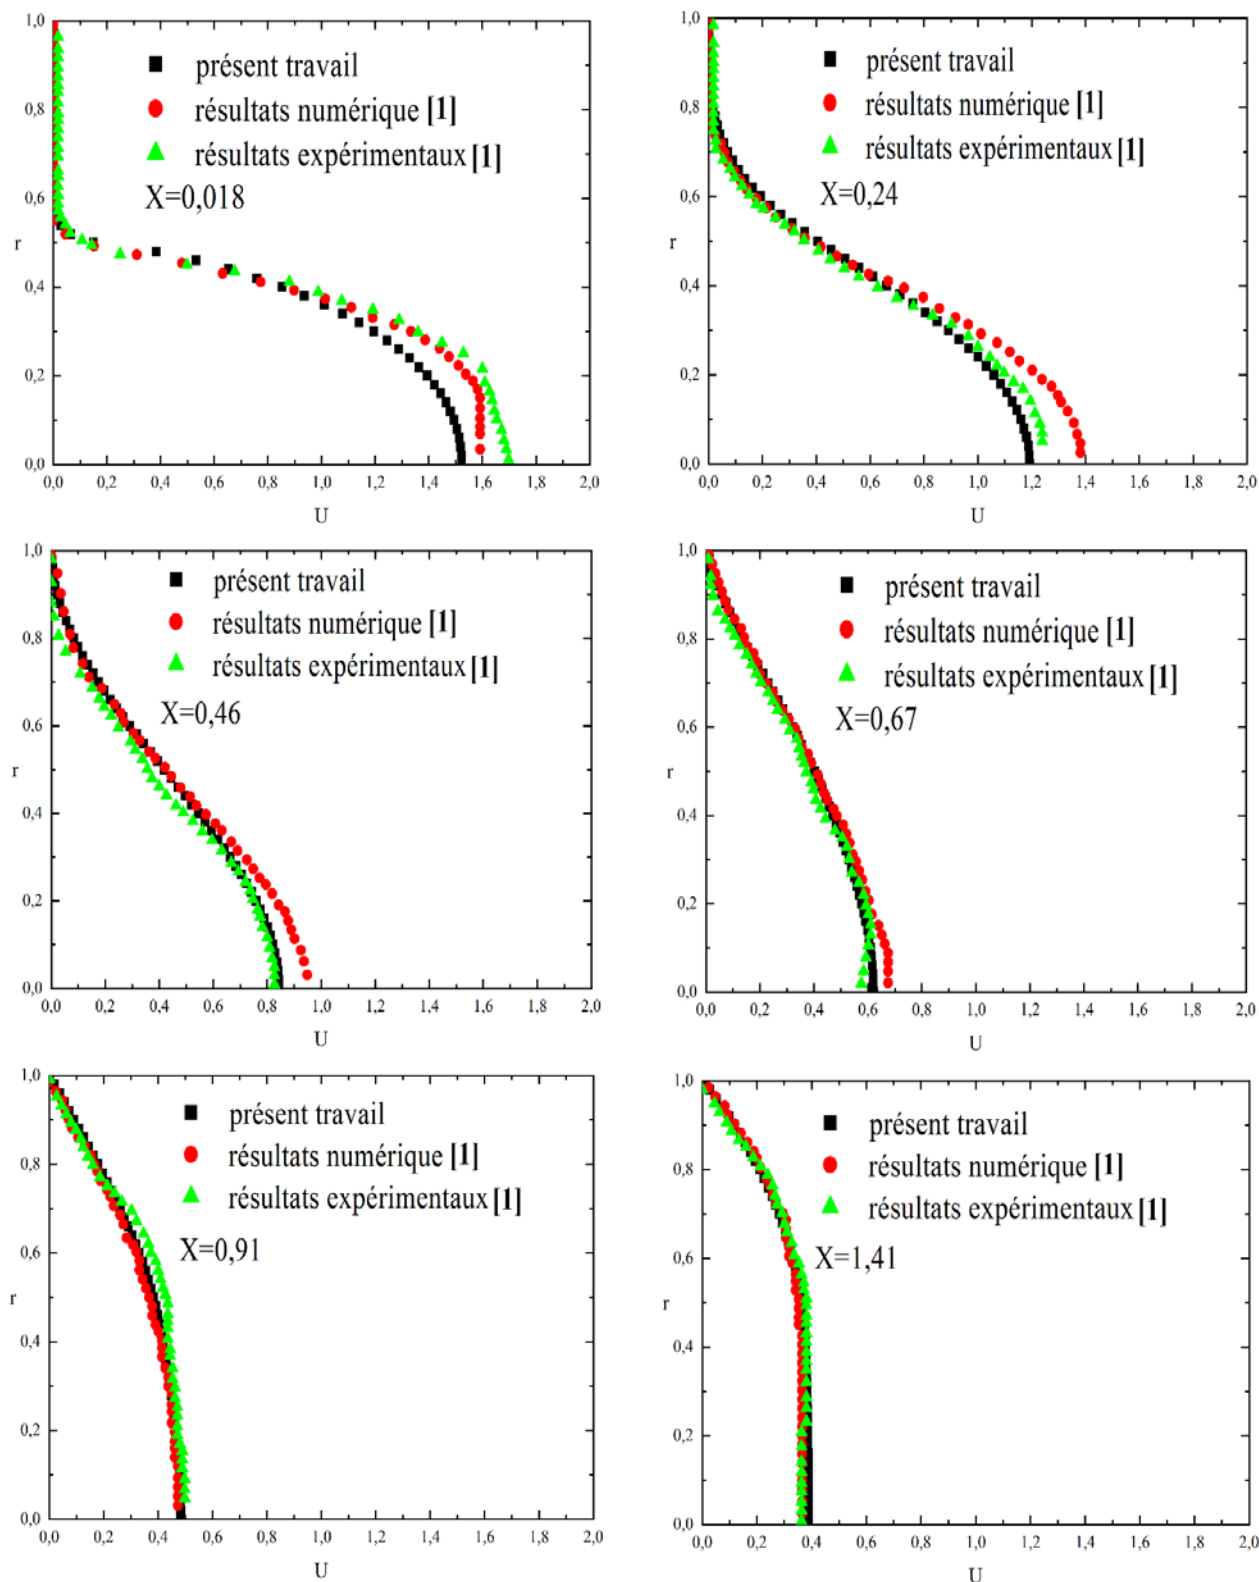 1,0
0,8
0,6
r
0,4
0,2
0,0
présent travail
résultats numérique [1]
résultats expérimentaux [1]
X=0,018
0,0 0,2 0,4 0,6 0,8 1,0 1,2 1,4 1,6 1,8 2,0
U
1,0
0,8
0,6
r
0,4
0,2
0,0
présent travail
résultats numérique [1]
résultats expérimentaux [1]
X=0,24
0,0 0,2 0,4 0,6 0,8 1,0 1,2 1,4 1,6 1,8 2,0
U
1,0
0,8
0,6
r
0,4
0,2
0,0
présent travail
résultats numérique [1]
résultats expérimentaux [1]
X=0,46
0,0 0,2 0,4 0,6 0,8 1,0 1,2 1,4 1,6 1,8 2,0
U
1,0
0,8
0,6
r
0,4
0,2
0,0
présent travail
résultats numérique [1]
résultats expérimentaux [1]
X=0,67
0,0 0,2 0,4 0,6 0,8 1,0 1,2 1,4 1,6 1,8 2,0
U
1,0
0,8
0,6
r
0,4
0,2
0,0
présent travail
résultats numérique [1]
résultats expérimentaux [1]
X=0,91
0,0 0,2 0,4 0,6 0,8 1,0 1,2 1,4 1,6 1,8 2,0
U
1,0
0,8
0,6
r
0,4
0,2
0,0
présent travail
résultats numérique [1]
résultats expérimentaux [1]
X=1,41
0,0 0,2 0,4 0,6 0,8 1,0 1,2 1,4 1,6 1,8 2,0
U